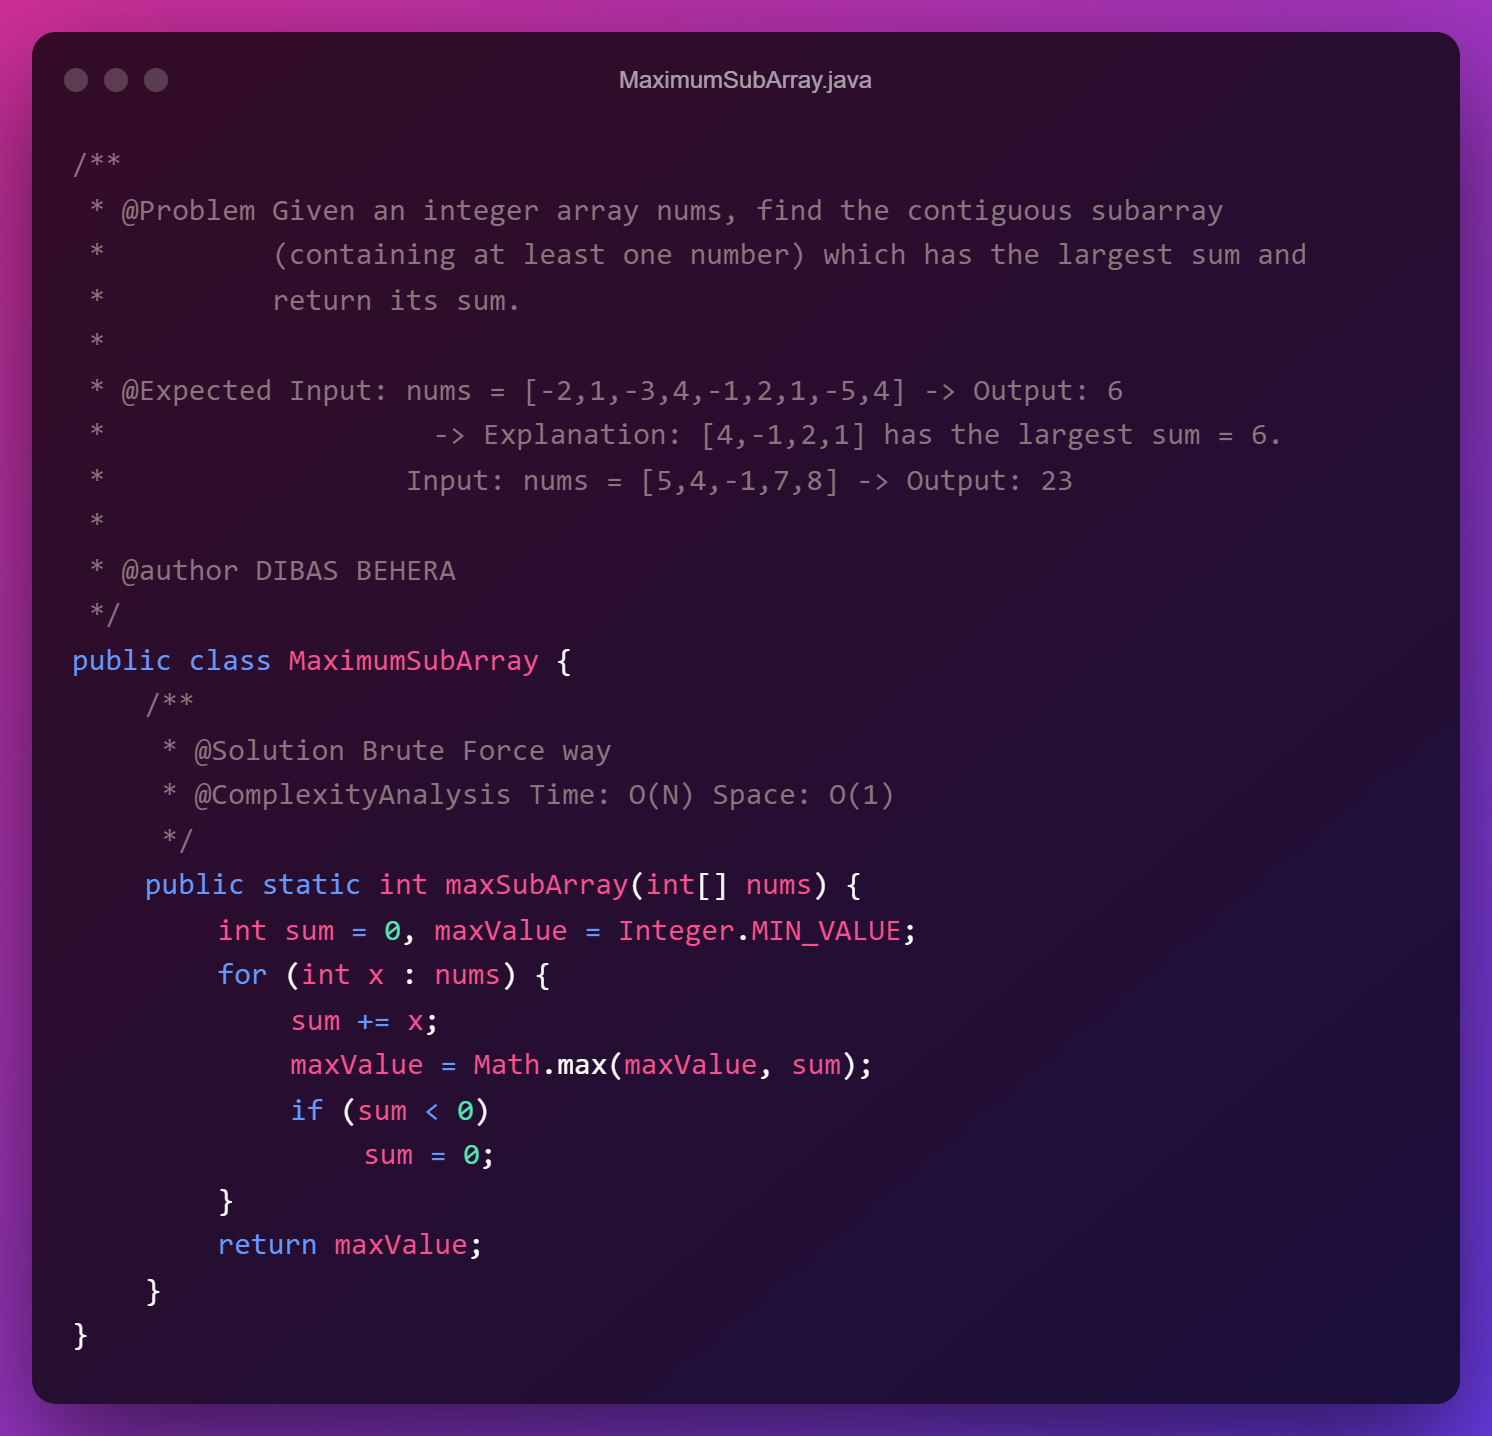 MaximumSubArray.java
/**
 * @Problem Given an integer array nums, find the contiguous subarray
 *          (containing at least one number) which has the largest sum and
 *          return its sum.
 *
 * @Expected Input: nums = [-2,1,-3,4,-1,2,1,-5,4] -> Output: 6
 *                    -> Explanation: [4,-1,2,1] has the largest sum = 6.
 *                  Input: nums = [5,4,-1,7,8] -> Output: 23
 *
 * @author DIBAS BEHERA
 */
public class MaximumSubArray {
    /**
     * @Solution Brute Force way
     * @ComplexityAnalysis Time: O(N) Space: O(1)
     */
    public static int maxSubArray(int[] nums) {
        int sum = 0, maxValue = Integer.MIN_VALUE;
        for (int x : nums) {
            sum += x;
            maxValue = Math.max(maxValue, sum);
            if (sum < 0)
                sum = 0;
        }
        return maxValue;
    }
}